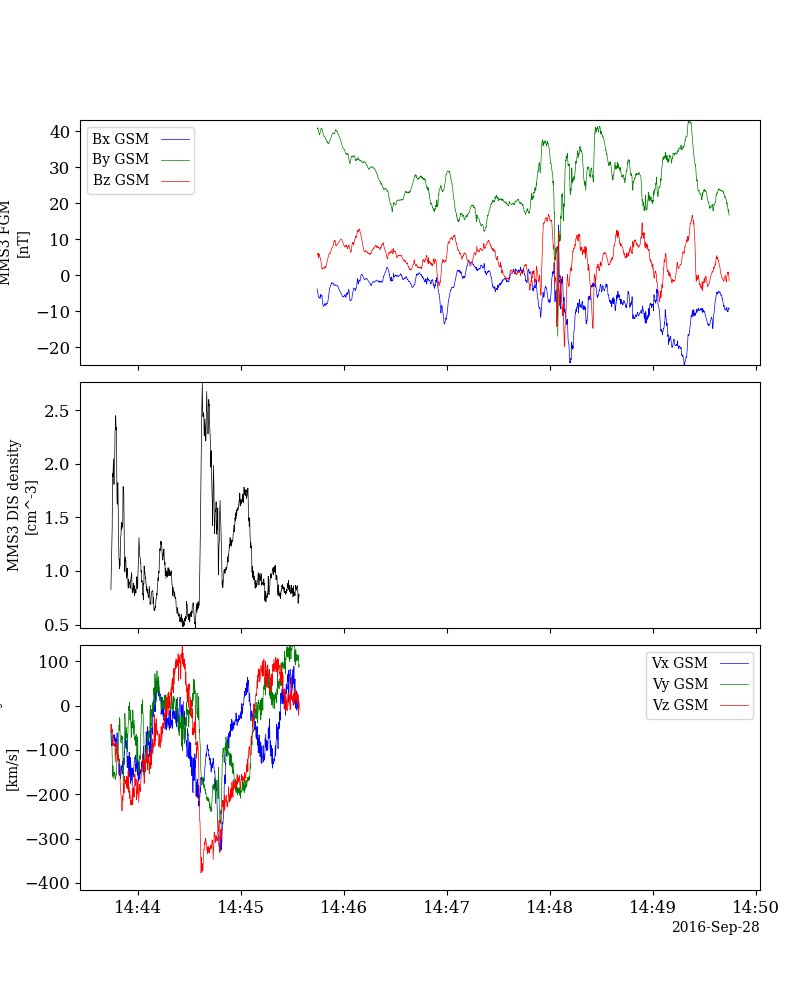 Bx GSM
By GSM
Bz GSM
MMS3 FGM
[nT]
40
30
20
10
0
−10
−20
MMS3 DIS density
[cm^-3]
2.5
2.0
1.5
1.0
0.5
Vx GSM
Vy GSM
Vz GSM
[km/s]
100
0
−100
−200
−300
−400
14:44 14:45 14:46 14:47 14:48 14:49 14:50
2016-Sep-28